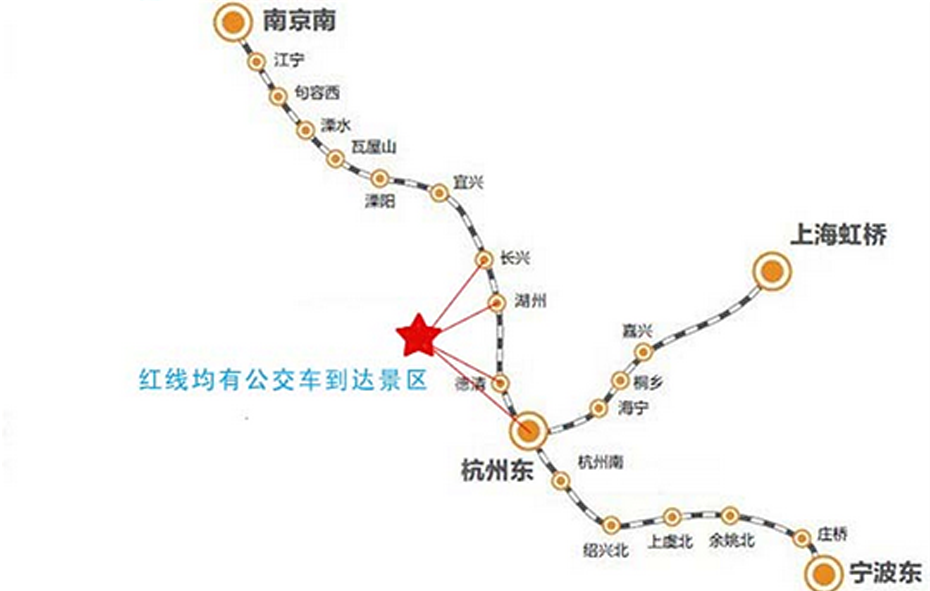 南京南
江宁
句容西
溧水
瓦屋山
溧阳
宜兴
上海虹桥
长兴
湖州
嘉兴
红线均有公交车到达景区
德清
桐乡
海宁
杭州东
杭州南
绍兴北
上虞北
余姚北
庄桥
宁波东